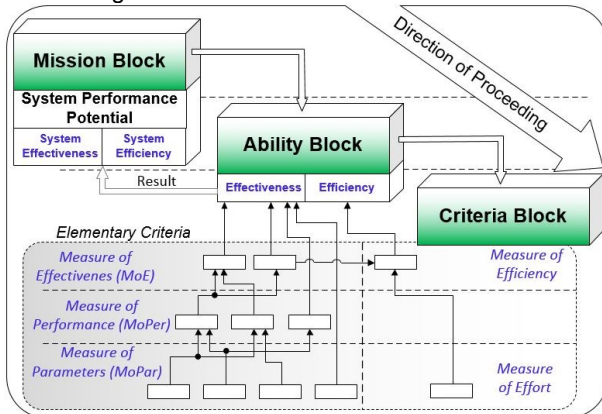 Mission Block
System Performance
Potential
System
Effectiveness
System
Efficiency
Direction of Proceeding
Ability Block
Result
Effectiveness
Efficiency
Criteria Block
Elementary Criteria
Measure of
Effectivenes (MoE)
Measure of
Efficiency
Measure of
Performance (MoPer)
Measure of
Parameters (MoPar)
Measure
of Effort